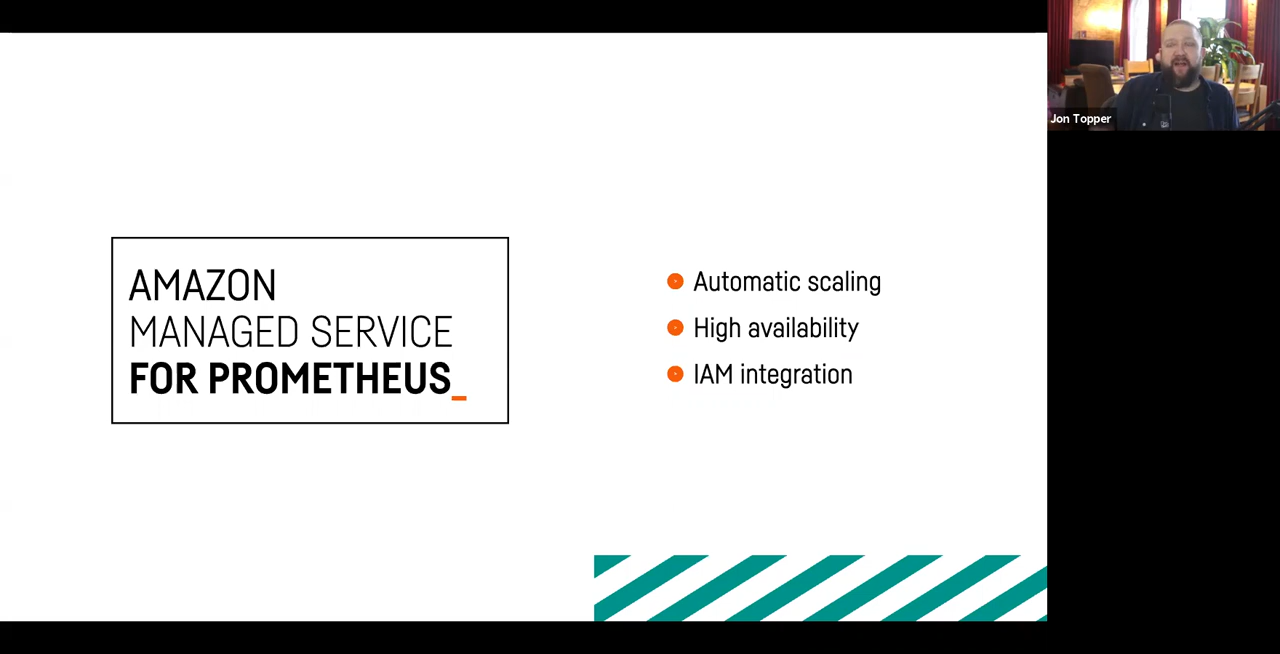 AMAZON
MANAGED SERVICE
FOR PROMETHEUS_
Automatic scaling
High availability
IAM integration
Jon Topper